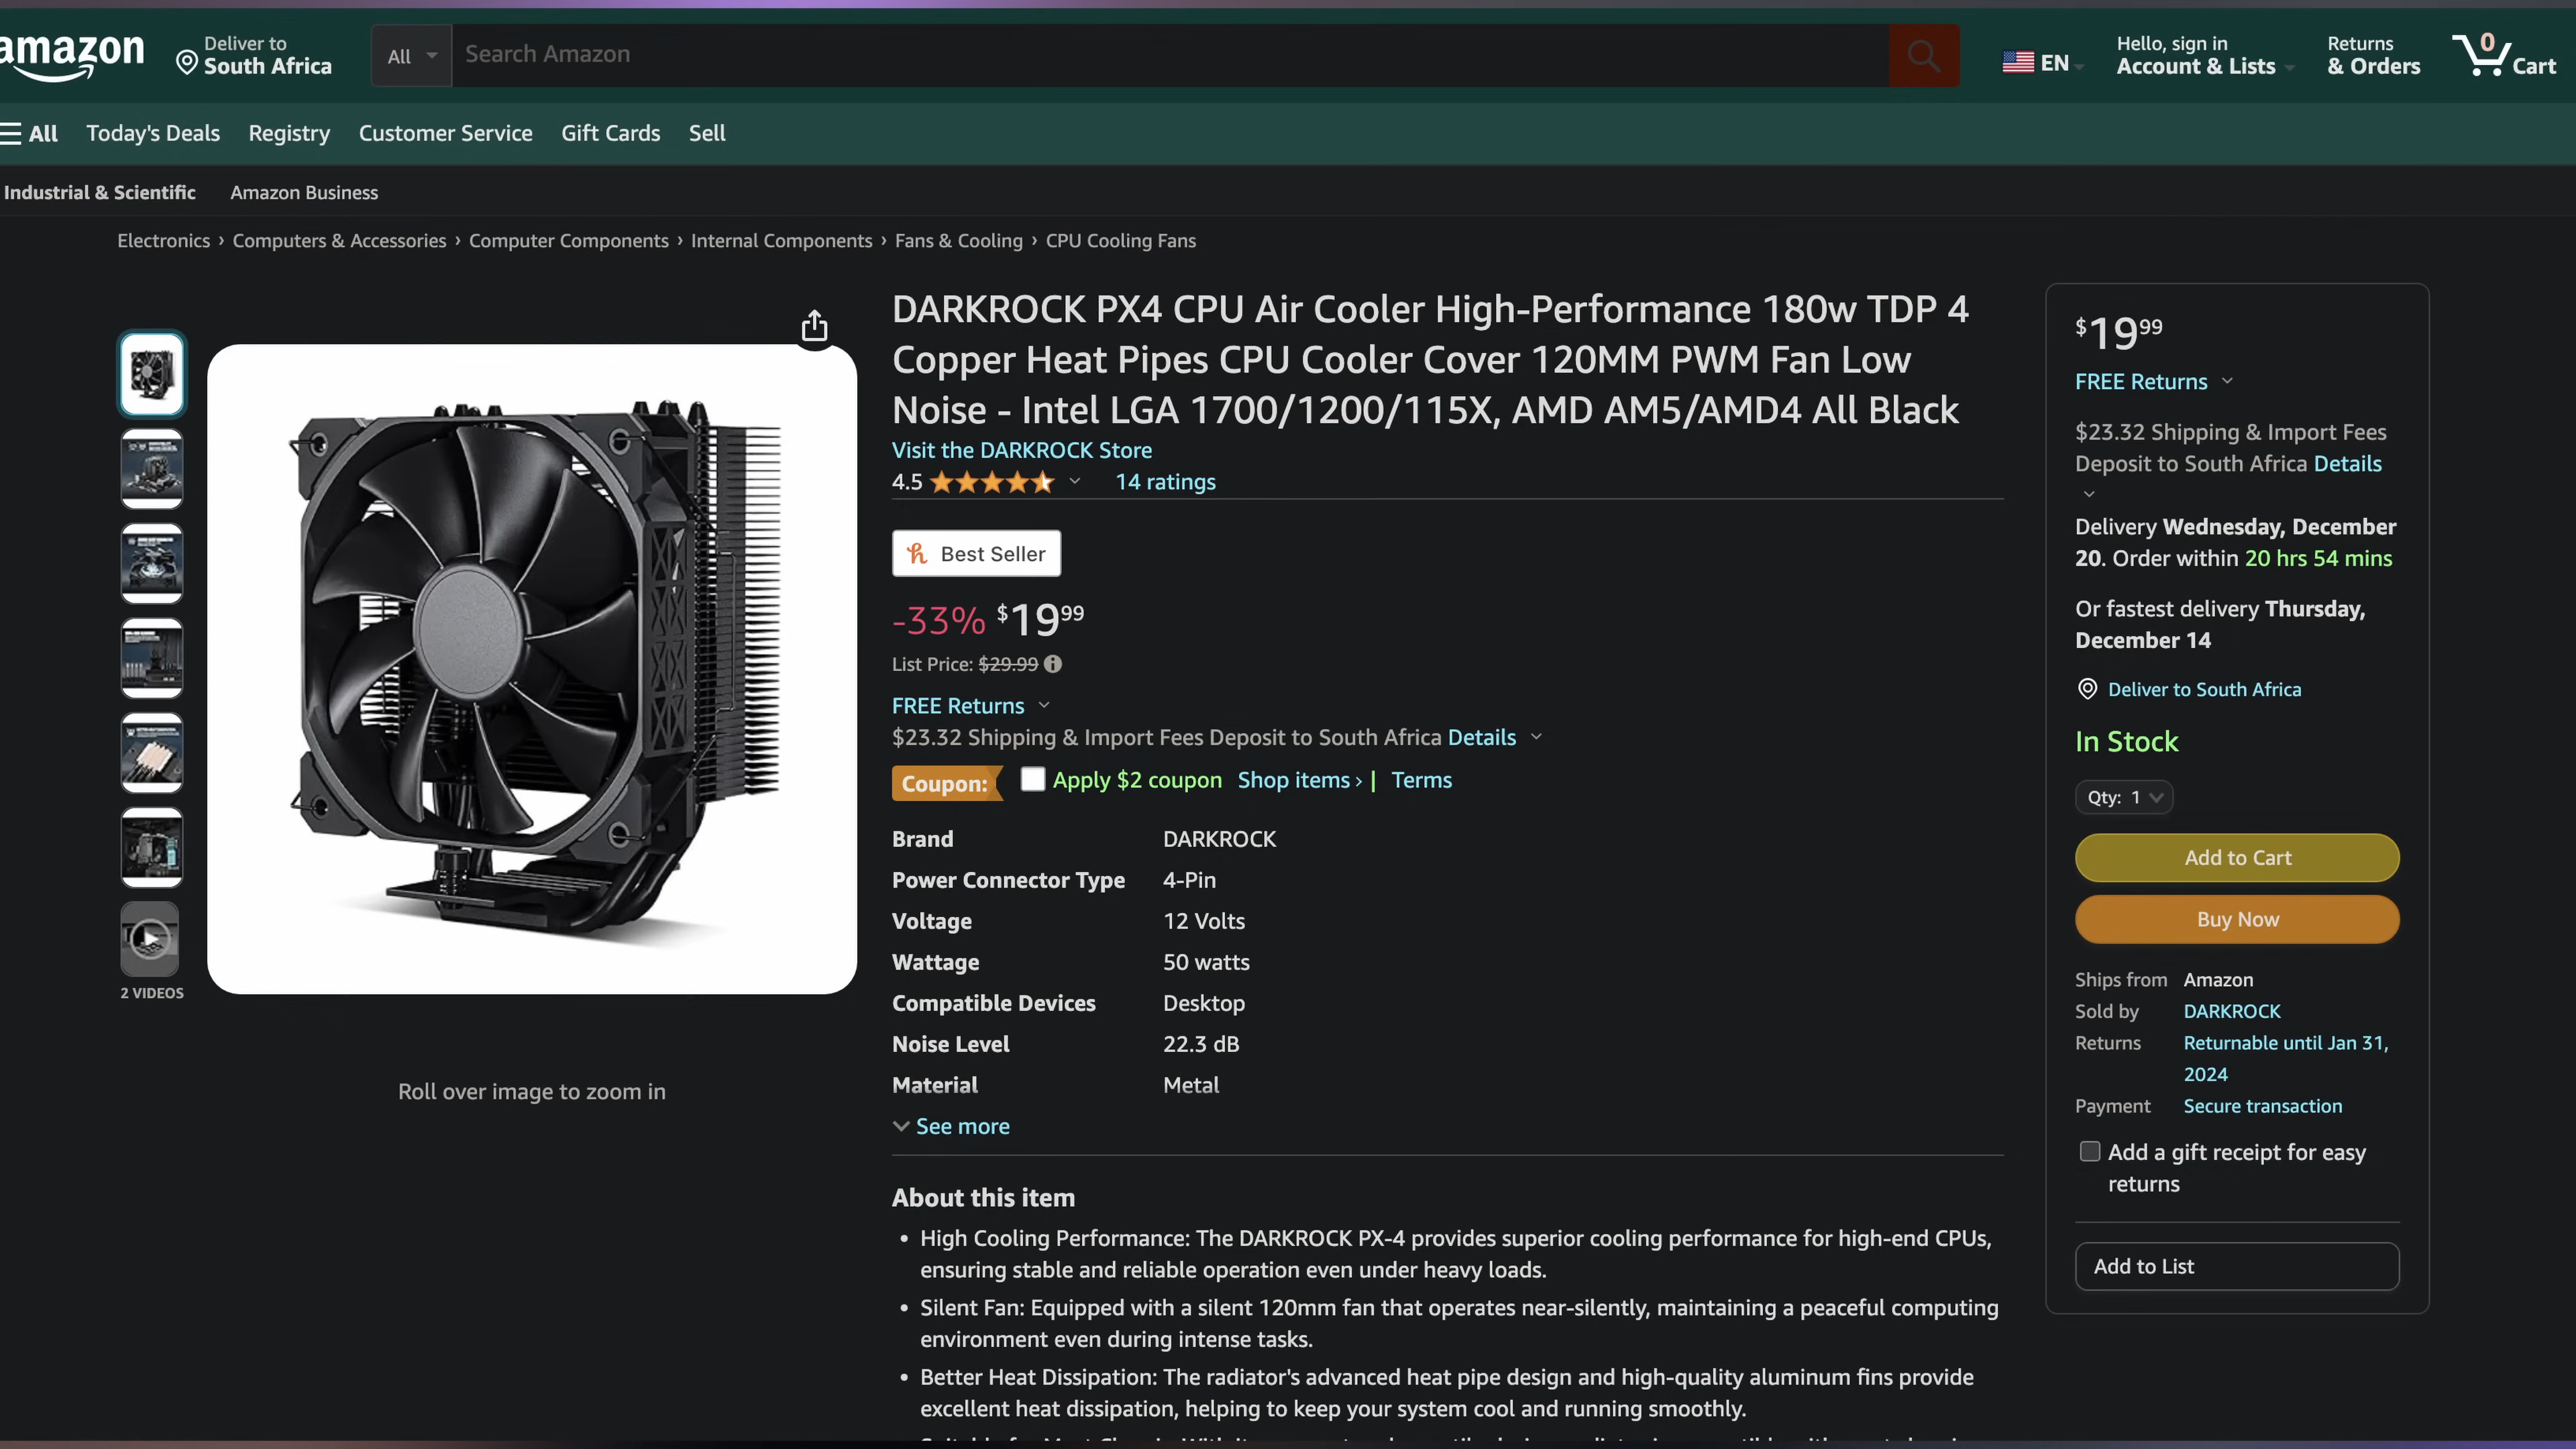 amazon
Deliver to
South Africa
All
Search Amazon
EN
Hello, sign in
Account & Lists
Returns
& Orders
0
Cart
All
Today's Deals
Registry
Customer Service
Gift Cards
Sell
Industrial & Scientific
Amazon Business
Electronics › Computers & Accessories › Computer Components › Internal Components › Fans & Cooling › CPU Cooling Fans
DARKROCK PX4 CPU Air Cooler High-Performance 180w TDP 4
Copper Heat Pipes CPU Cooler Cover 120MM PWM Fan Low
Noise - Intel LGA 1700/1200/115X, AMD AM5/AMD4 All Black
Visit the DARKROCK Store
4.5
14 ratings
Best Seller
-33% $19 99
List Price: $29.99
FREE Returns
$23.32 Shipping & Import Fees Deposit to South Africa Details
Coupon: Apply $2 coupon Shop items › | Terms
Brand DARKROCK
Power Connector Type 4-Pin
Voltage 12 Volts
Wattage 50 watts
Compatible Devices Desktop
Noise Level 22.3 dB
Material Metal
See more
About this item
• High Cooling Performance: The DARKROCK PX-4 provides superior cooling performance for high-end CPUs,
ensuring stable and reliable operation even under heavy loads.
• Silent Fan: Equipped with a silent 120mm fan that operates near-silently, maintaining a peaceful computing
environment even during intense tasks.
• Better Heat Dissipation: The radiator's advanced heat pipe design and high-quality aluminum fins provide
excellent heat dissipation, helping to keep your system cool and running smoothly.
2 VIDEOS
Roll over image to zoom in
$19 99
FREE Returns
$23.32 Shipping & Import Fees
Deposit to South Africa Details
Delivery Wednesday, December
20. Order within 20 hrs 54 mins
Or fastest delivery Thursday,
December 14
Deliver to South Africa
In Stock
Qty: 1
Add to Cart
Buy Now
Ships from Amazon
Sold by DARKROCK
Returns Returnable until Jan 31,
2024
Payment Secure transaction
Add a gift receipt for easy
returns
Add to List